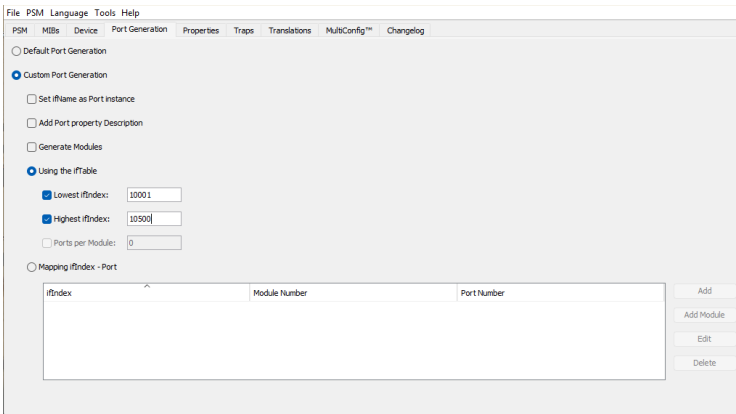 File PSM Language Tools Help
PSM MIBs Device Port Generation Properties Traps Translations MultiConfig™ Changelog
Default Port Generation
Custom Port Generation
Set ifName as Port instance
Add Port property Description
Generate Modules
Using the ifTable
Lowest ifIndex: 10001
Highest ifIndex: 10500
Ports per Module: 0
Mapping ifIndex - Port
ifIndex Module Number Port Number
Add
Add Module
Edit
Delete